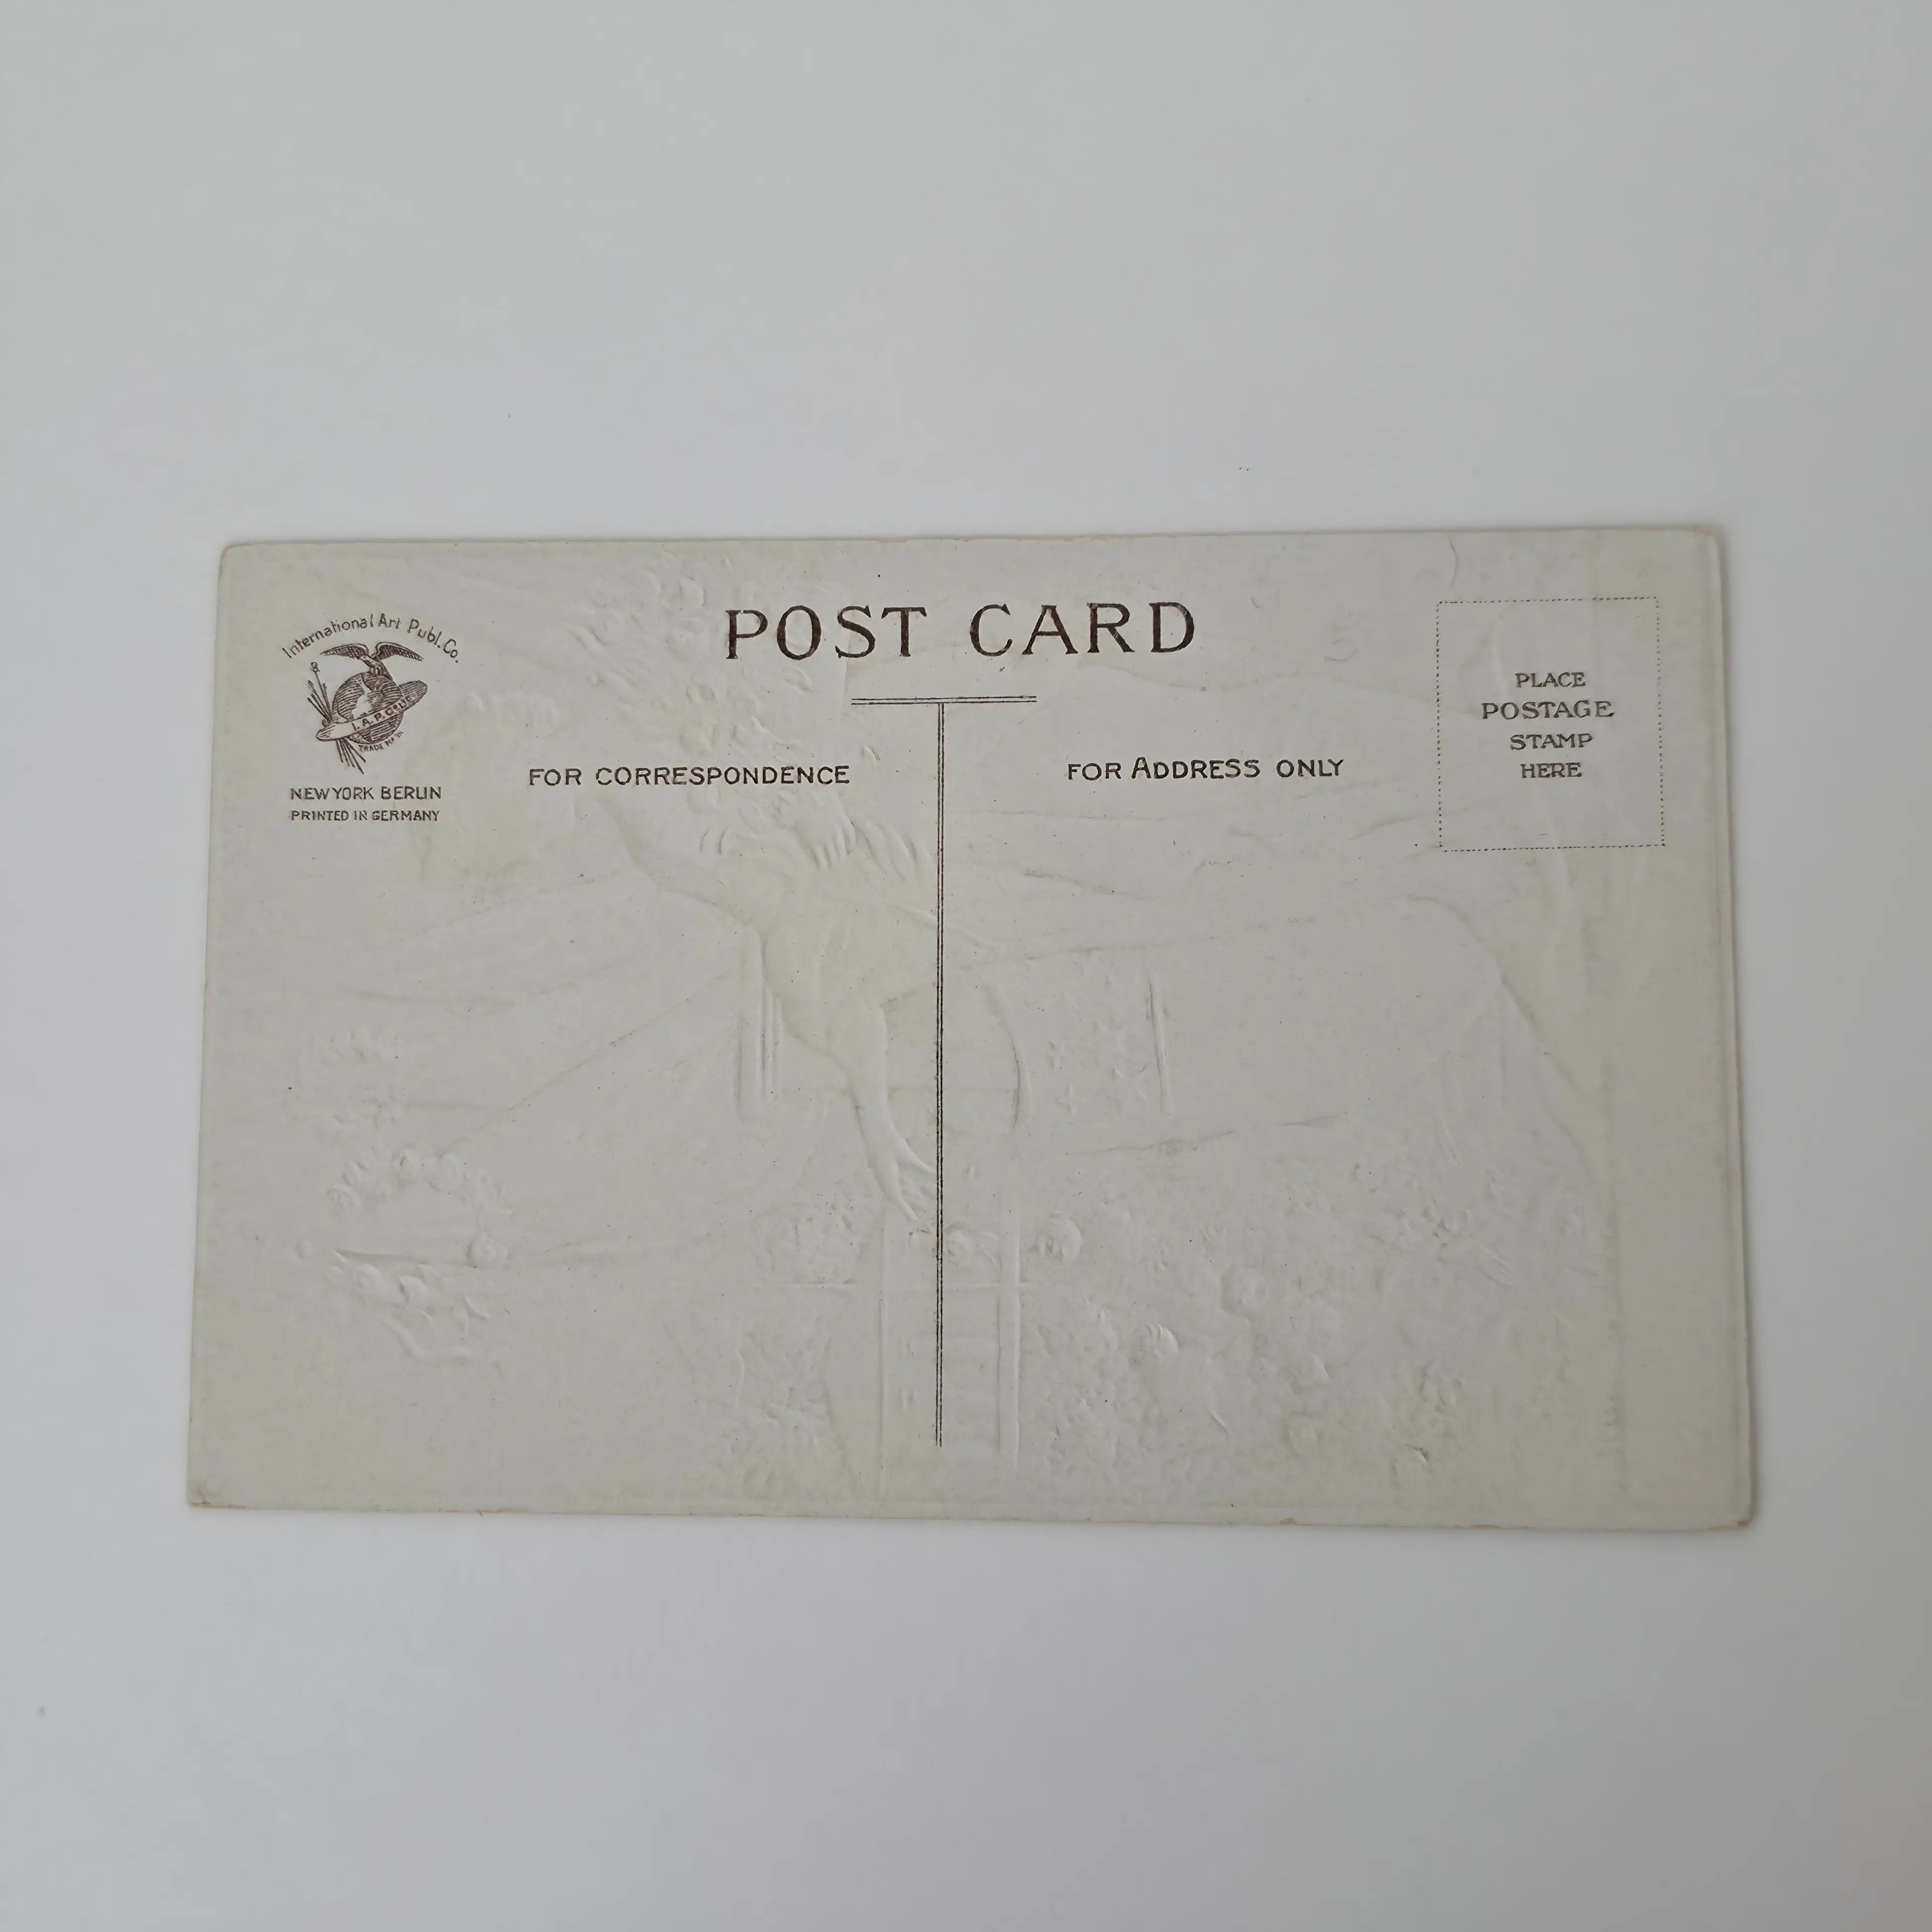 POST CARD
International Art Publ. Co.
I. A. P. Co
TRADE MARK
NEW YORK BERLIN
PRINTED IN GERMANY
FOR CORRESPONDENCE
FOR ADDRESS ONLY
PLACE
POSTAGE
STAMP
HERE